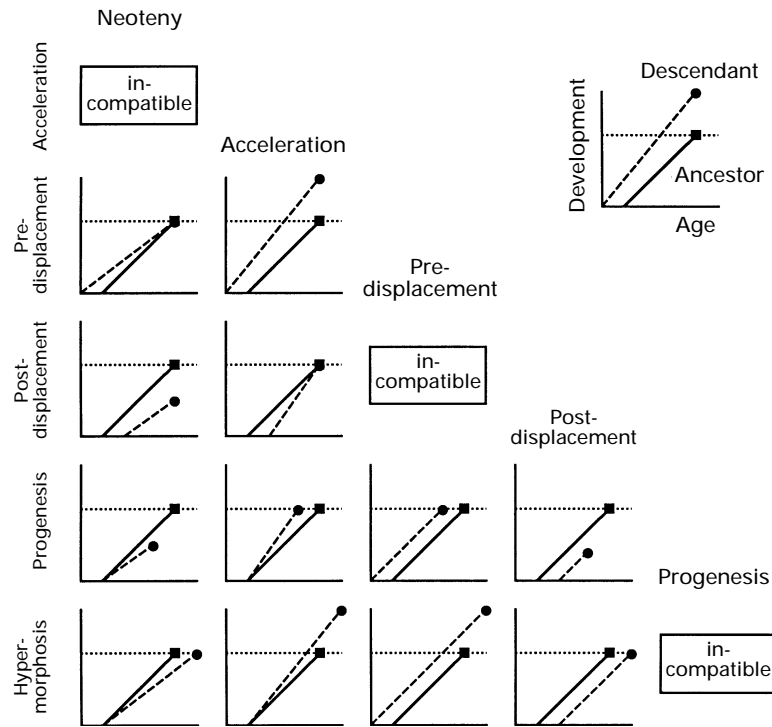 Neoteny
Acceleration
in-
compatible
Descendant
Development
Ancestor
Age
Acceleration
Pre-
displacement
Pre-
displacement
Post-
displacement
in-
compatible
Post-
displacement
Progenesis
Progenesis
Hyper-
morphosis
in-
compatible